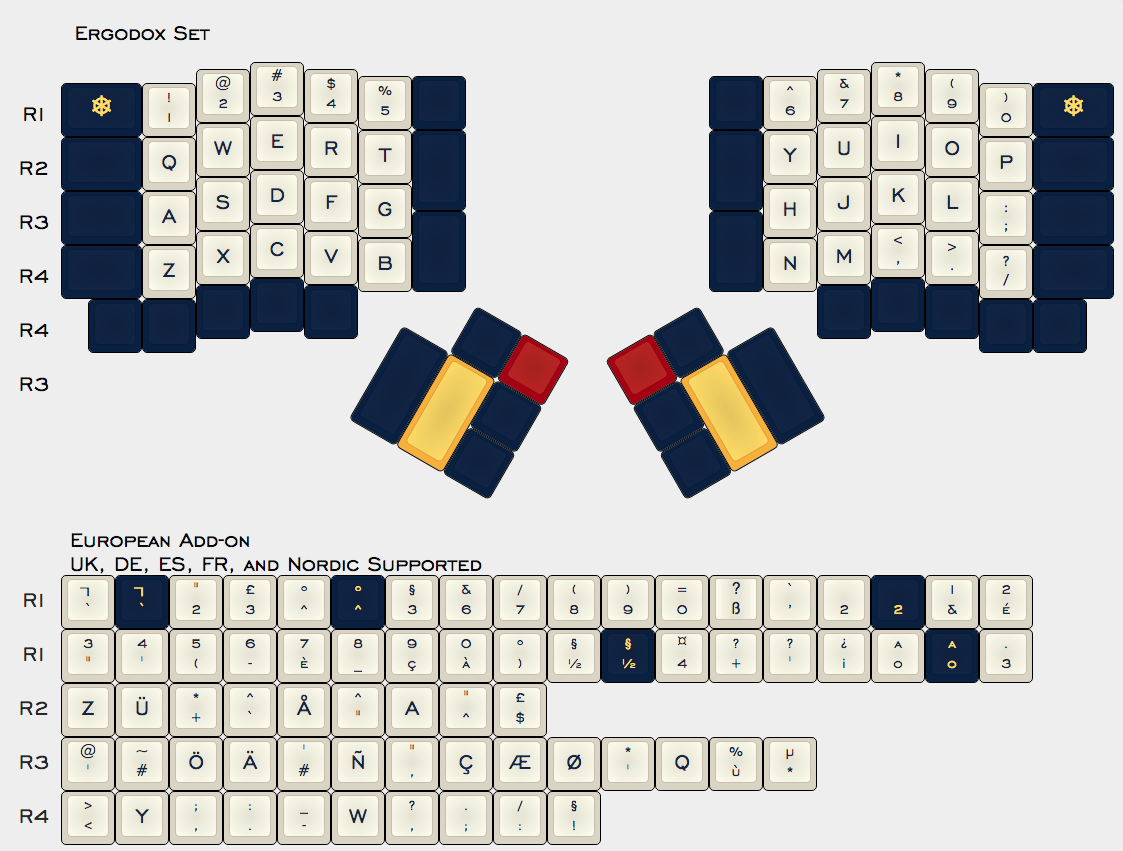 Ergodox Set
R1 ! 1 @ 2 # 3 $ 4 % 5 ^ 6 & 7 * 8 ( 9 ) 0
R2 Q W E R T Y U I O P
R3 A S D F G H J K L : ;
R4 Z X C V B N M < , > . ? /
R4
R3
European Add-on
UK, DE, ES, FR, and Nordic Supported
R1 ¬ ` ¬ ` " 2 £ 3 ° ^ ° ^ § 3 & 6 / 7 ( 8 ) 9 = 0 ? ß ` ' 2 2 | & 2 É
R1 3 " 4 ' 5 ( 6 - 7 È 8 _ 9 Ç 0 À ° ) § ½ § ½ ¤ 4 ? + ? ' ¿ ¡ A O A O . 3
R2 Z Ü * + ^ ` Å ^ " A " ^ £ $
R3 @ ' ~ # Ö Ä ' # Ñ " , Ç Æ Ø * ' Q % ù µ *
R4 > < Y ; , : . _ - W ? , . ; / : § !